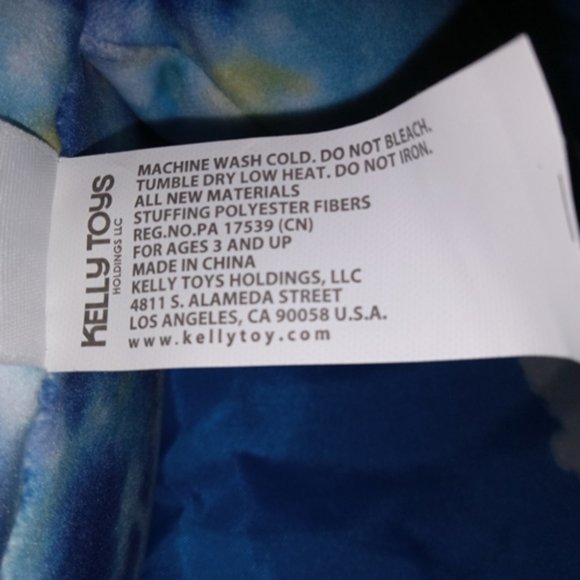 KELLY TOYS
HOLDINGS LLC
MACHINE WASH COLD. DO NOT BLEACH.
TUMBLE DRY LOW HEAT. DO NOT IRON.
ALL NEW MATERIALS
STUFFING POLYESTER FIBERS
REG.NO.PA 17539 (CN)
FOR AGES 3 AND UP
MADE IN CHINA
KELLY TOYS HOLDINGS, LLC
4811 S. ALAMEDA STREET
LOS ANGELES, CA 90058 U.S.A.
www.kellytoy.com